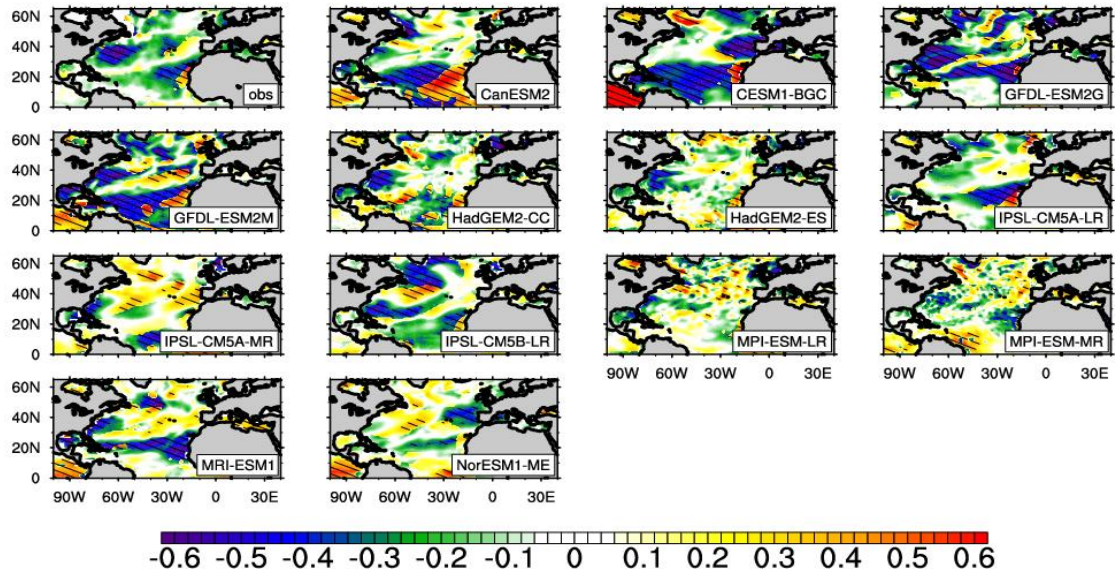 60N
40N
20N
0
obs
CanESM2
CESM1-BGC
GFDL-ESM2G
60N
40N
20N
0
GFDL-ESM2M
HadGEM2-CC
HadGEM2-ES
IPSL-CM5A-LR
60N
40N
20N
0
IPSL-CM5A-MR
IPSL-CM5B-LR
MPI-ESM-LR
MPI-ESM-MR
90W 60W 30W 0 30E
90W 60W 30W 0 30E
60N
40N
20N
0
MRI-ESM1
NorESM1-ME
90W 60W 30W 0 30E
90W 60W 30W 0 30E
-0.6 -0.5 -0.4 -0.3 -0.2 -0.1 0 0.1 0.2 0.3 0.4 0.5 0.6